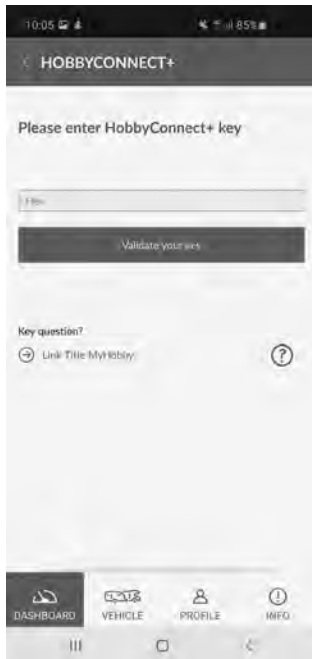 10:05 85%
HOBBYCONNECT+
Please enter HobbyConnect+ key
Validate your
Key question?
Link Title MyHobby
DASHBOARD VEHICLE PROFILE INFO